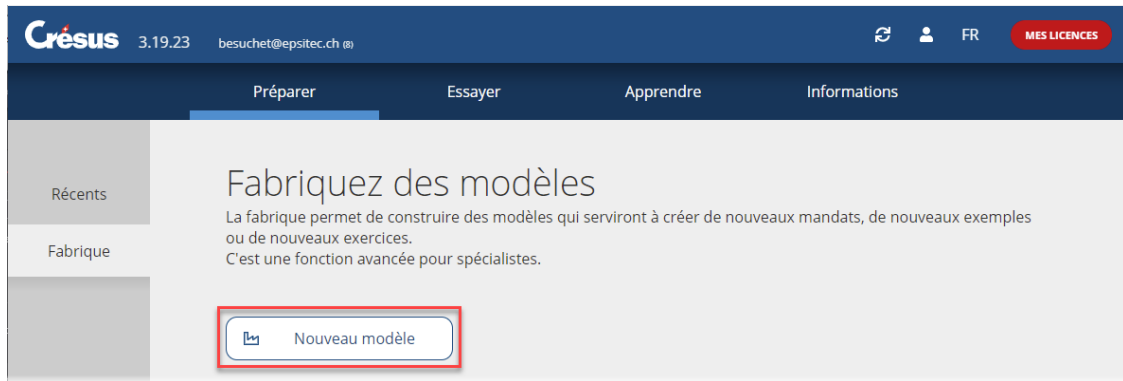 Crésus 3.19.23 besuchet@epsitec.ch (8) FR MES LICENCES
Préparer Essayer Apprendre Informations
Récents
Fabrique
Fabriquez des modèles
La fabrique permet de construire des modèles qui serviront à créer de nouveaux mandats, de nouveaux exemples
ou de nouveaux exercices.
C'est une fonction avancée pour spécialistes.
Nouveau modèle